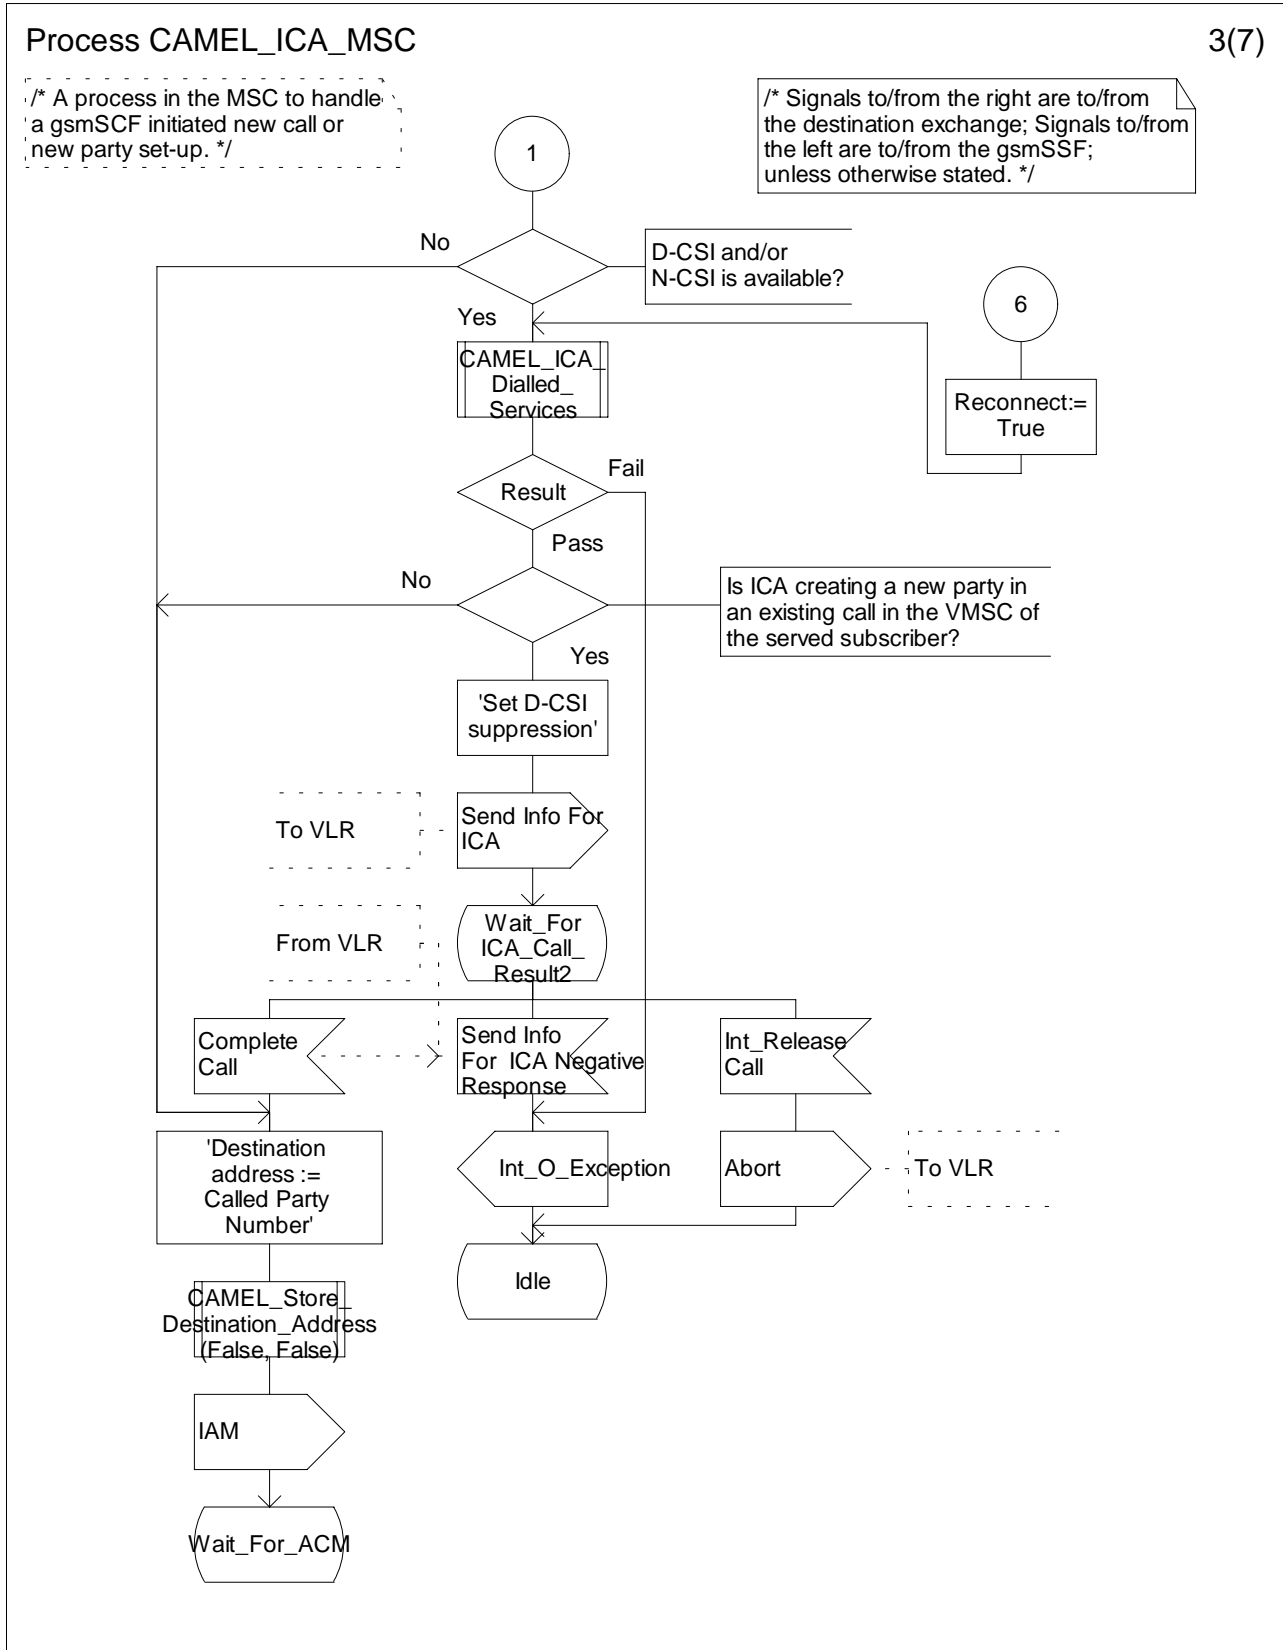 Process CAMEL_ICA_MSC
3(7)
/* A process in the MSC to handle
a gsmSCF initiated new call or
new party set-up. */
/* Signals to/from the right are to/from
the destination exchange; Signals to/from
the left are to/from the gsmSSF;
unless otherwise stated. */
1
No
D-CSI and/or
N-CSI is available?
Yes
6
CAMEL_ICA_
Dialled_
Services
Reconnect:=
True
Fail
Result
Pass
No
Is ICA creating a new party in
an existing call in the VMSC of
the served subscriber?
Yes
'Set D-CSI
suppression'
To VLR
Send Info For
ICA
From VLR
Wait_For
ICA_Call_
Result2
Complete
Call
Send Info
For ICA Negative
Response
Int_Release
Call
'Destination
address :=
Called Party
Number'
Int_O_Exception
Abort
To VLR
Idle
CAMEL_Store_
Destination_Address
(False, False)
IAM
Wait_For_ACM